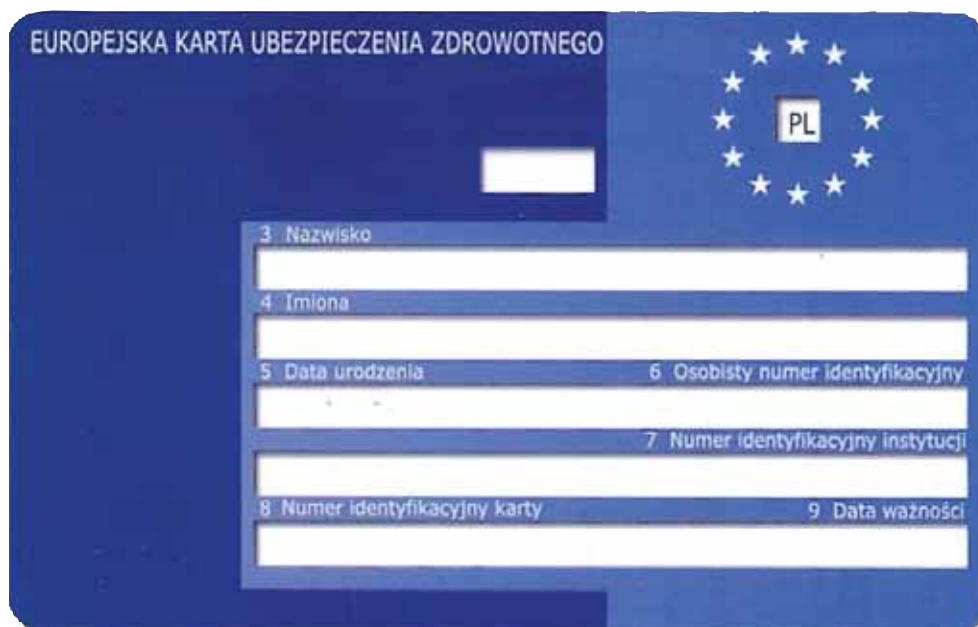 EUROPEJSKA KARTA UBEZPIECZENIA ZDROWOTNEGO
PL
3 Nazwisko
4 Imiona
5 Data urodzenia 6 Osobisty numer identyfikacyjny
7 Numer identyfikacyjny instytucji
8 Numer identyfikacyjny karty 9 Data ważności